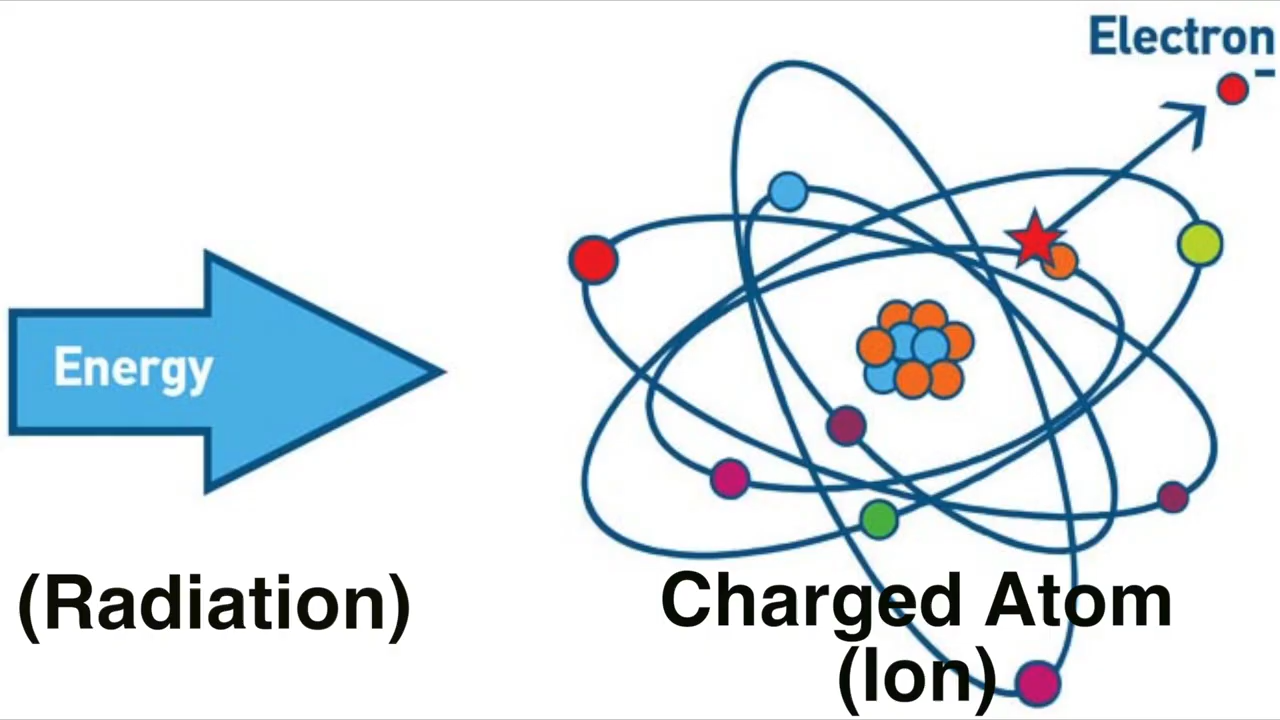 Electron
-
Energy
(Radiation)
Charged Atom
(Ion)